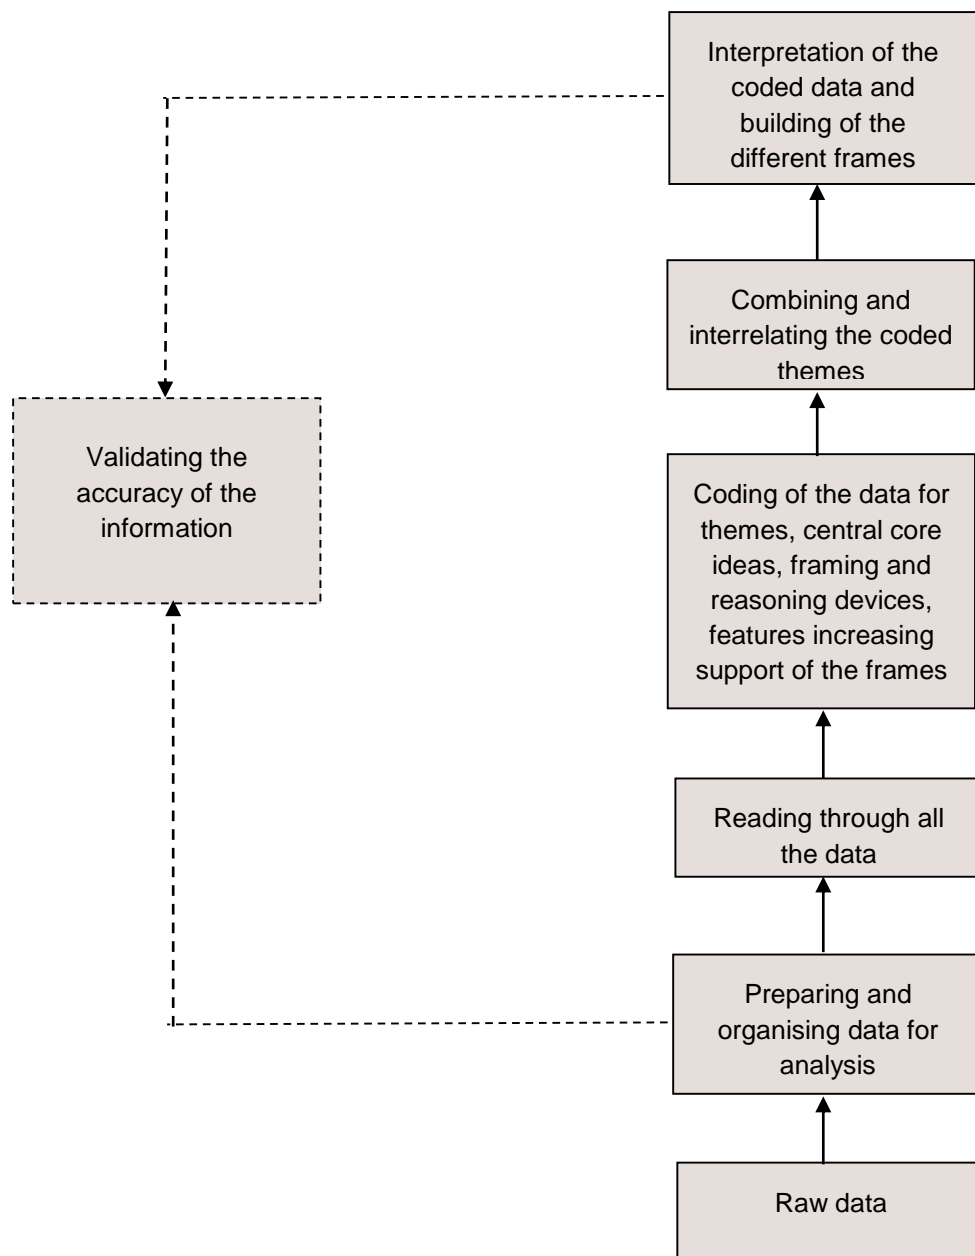 Interpretation of the
coded data and
building of the
different frames
Combining and
interrelating the coded
themes
Validating the
accuracy of the
information
Coding of the data for
themes, central core
ideas, framing and
reasoning devices,
features increasing
support of the frames
Reading through all
the data
Preparing and
organising data for
analysis
Raw data